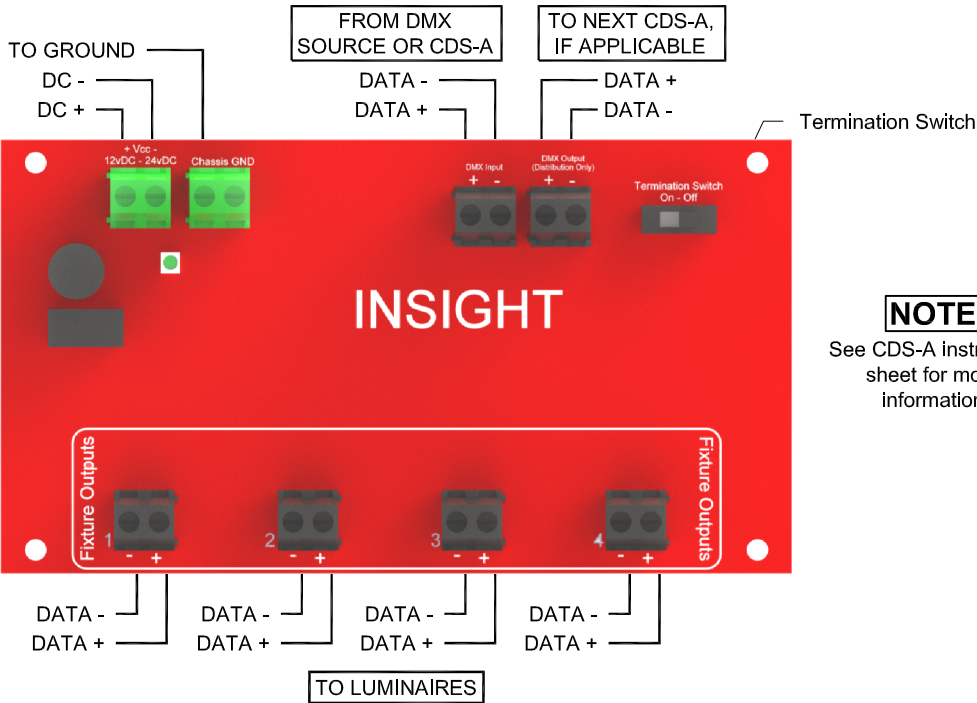 FROM DMX
SOURCE OR CDS-A
TO NEXT CDS-A,
IF APPLICABLE
TO GROUND
DC -
DC +
DATA -
DATA +
DATA +
DATA -
Termination Switch
+ Vcc -
12vDC - 24vDC
Chassis GND
DMX Input
+ -
DMX Output
(Distribution Only)
+ -
Termination Switch
On - Off
INSIGHT
NOTE
See CDS-A instr
sheet for mo
information
Fixture Outputs
1
- +
2
- +
3
- +
4
- +
Fixture Outputs
DATA -
DATA +
DATA -
DATA +
DATA -
DATA +
DATA -
DATA +
TO LUMINAIRES